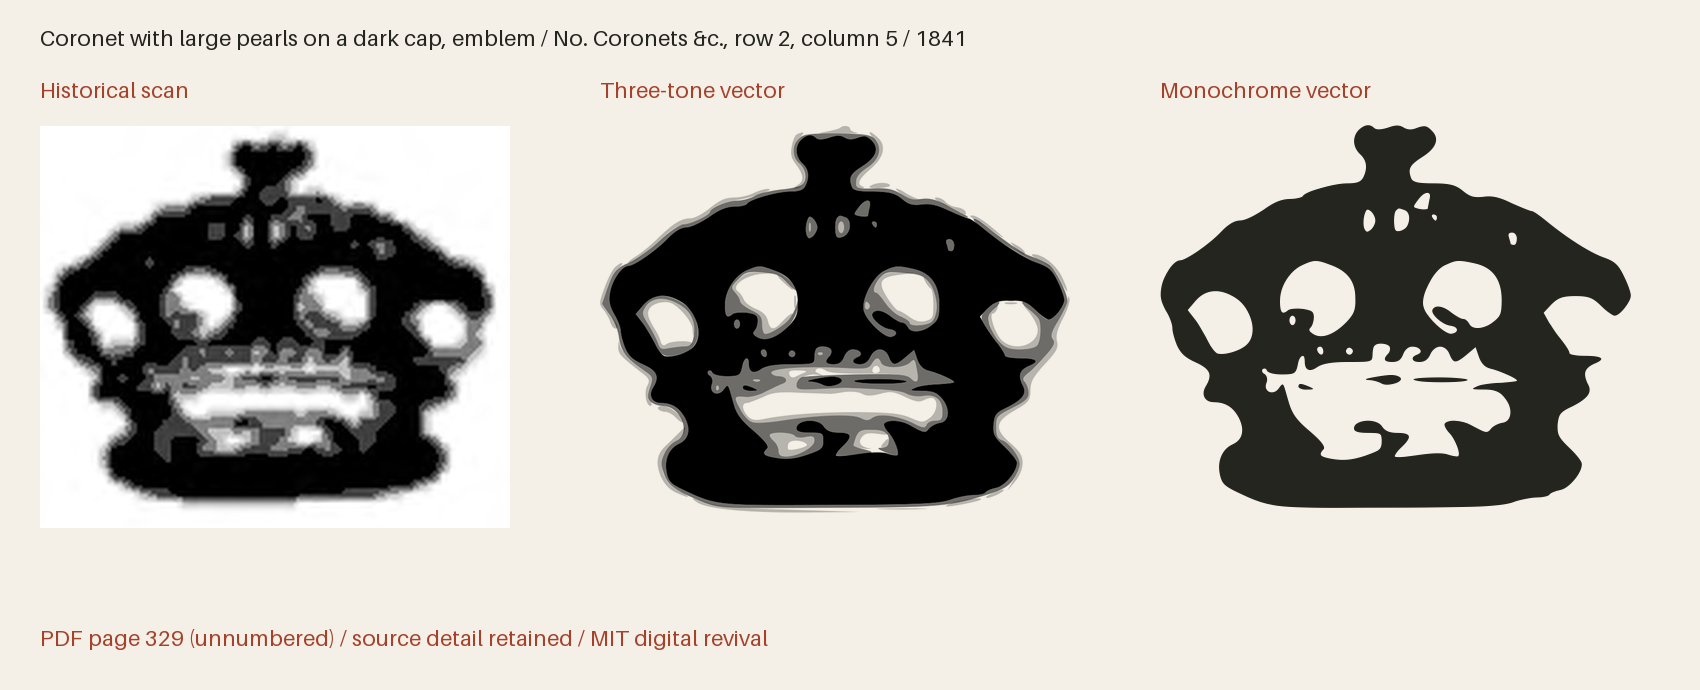 Coronet with large pearls on a dark cap, emblem / No. Coronets &c., row 2, column 5 / 1841
Historical scan
Three-tone vector
Monochrome vector
PDF page 329 (unnumbered) / source detail retained / MIT digital revival